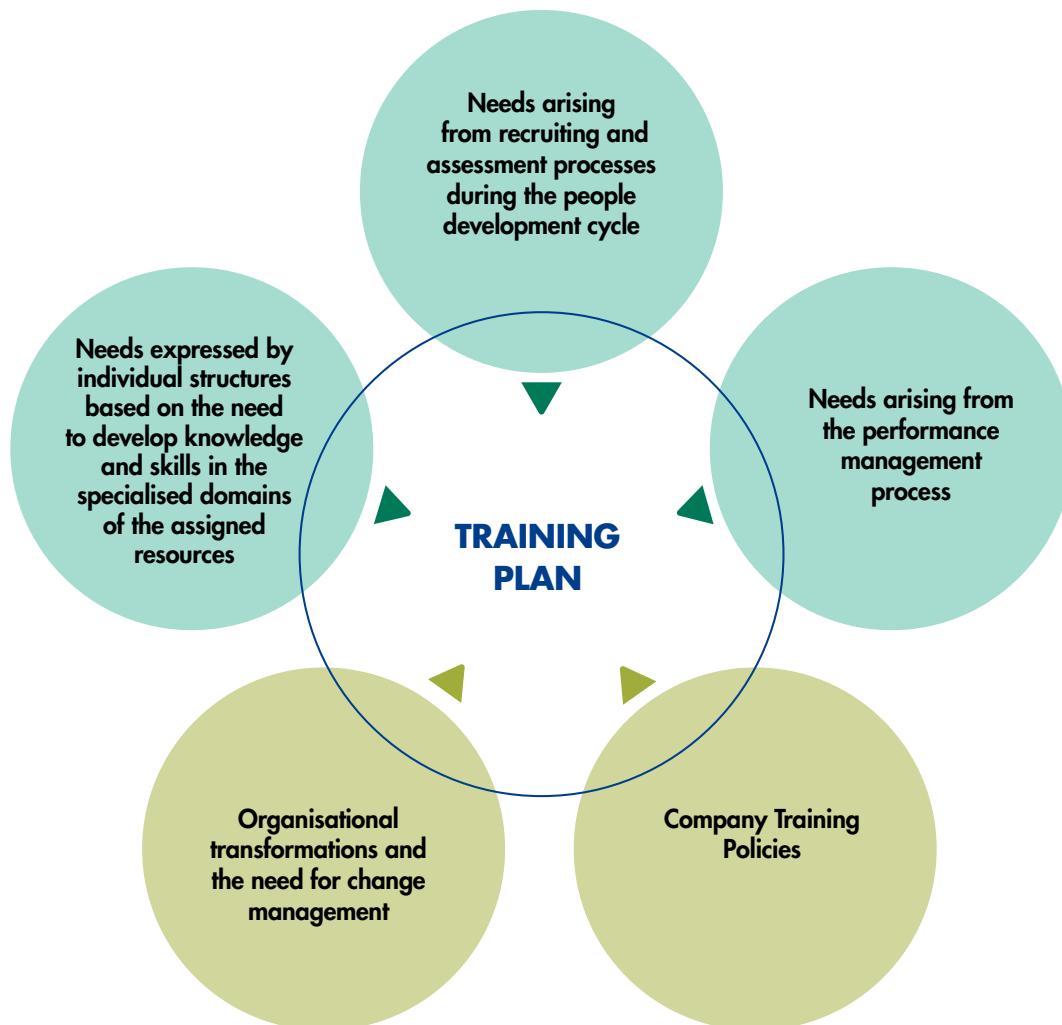 Needs arising
from recruiting and
assessment processes
during the people
development cycle
Needs expressed by
individual structures
based on the need
to develop knowledge
and skills in the
specialised domains
of the assigned
resources
Needs arising from
the performance
management
process
TRAINING
PLAN
Organisational
transformations and
the need for change
management
Company Training
Policies